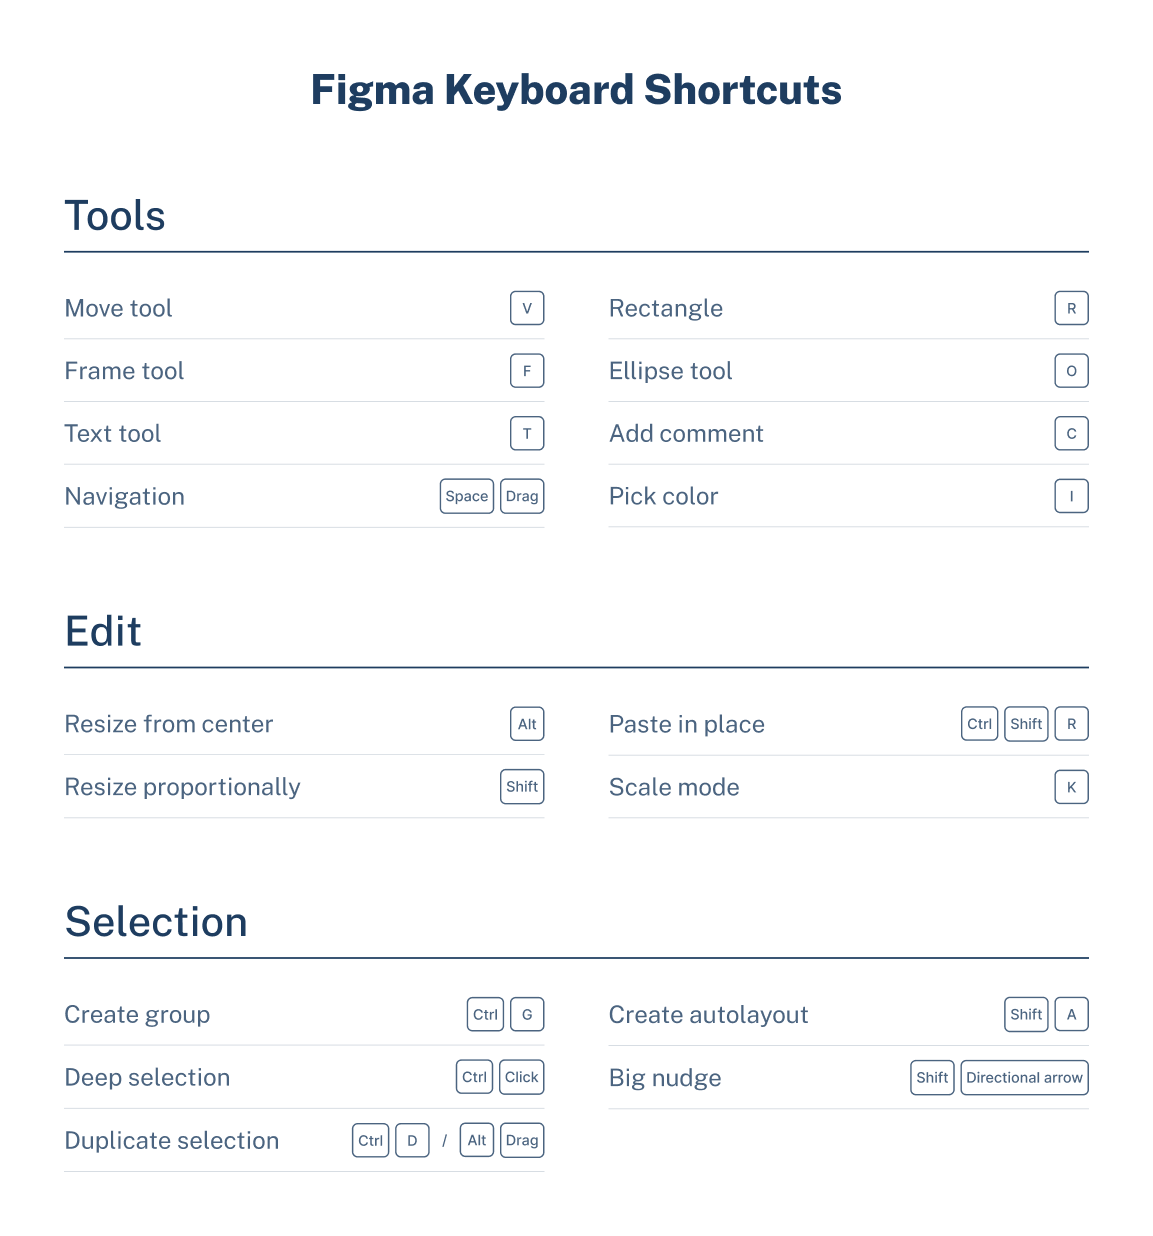 Figma Keyboard Shortcuts
Tools
Move tool V
Frame tool F
Text tool T
Navigation Space Drag
Rectangle R
Ellipse tool O
Add comment C
Pick color I
Edit
Resize from center Alt
Resize proportionally Shift
Paste in place Ctrl Shift R
Scale mode K
Selection
Create group Ctrl G
Deep selection Ctrl Click
Duplicate selection Ctrl D / Alt Drag
Create autolayout Shift A
Big nudge Shift Directional arrow